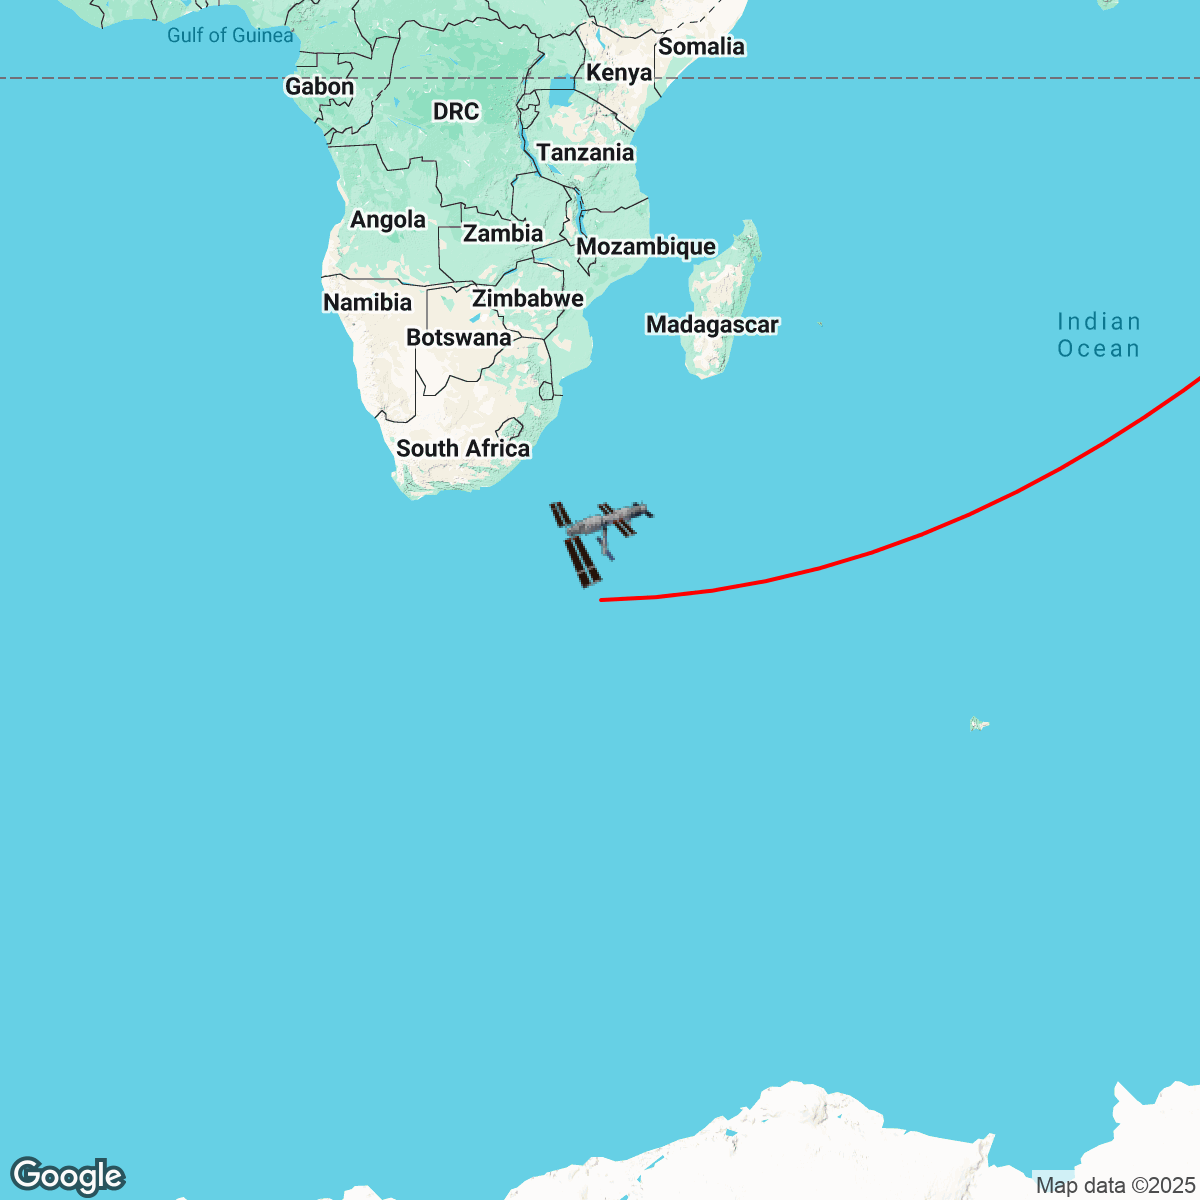 Gulf of Guinea
Somalia
Kenya
Gabon
DRC
Tanzania
Angola
Zambia
Mozambique
Namibia
Zimbabwe
Madagascar
Botswana
Indian
Ocean
South Africa
Google
Map data ©2025